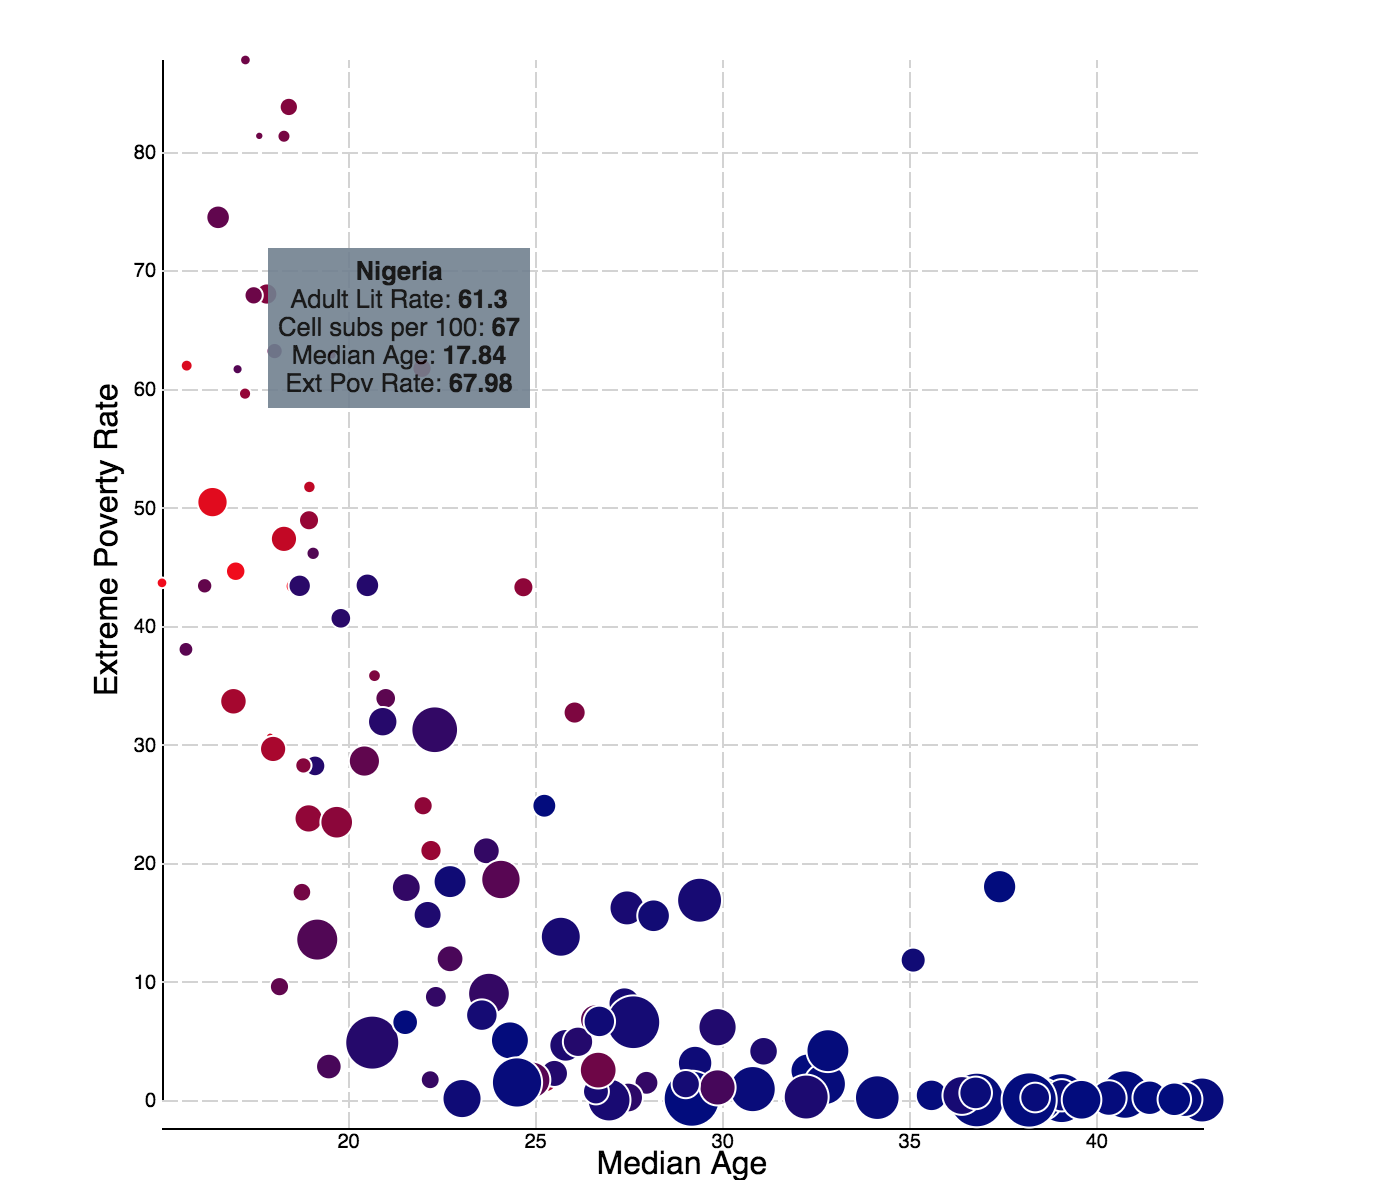 80
70
Nigeria
Adult Lit Rate: 61.3
Cell subs per 100: 67
Median Age: 17.84
Ext Pov Rate: 67.98
60
50
40
30
20
10
0
Extreme Poverty Rate
20 25 30 35 40
Median Age